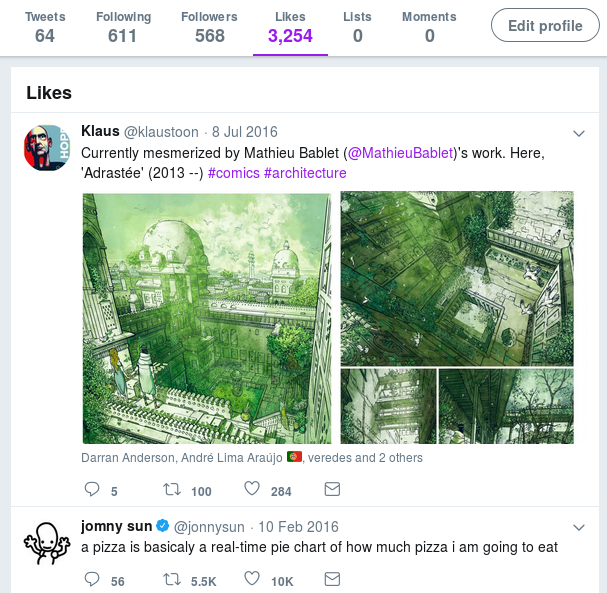 Tweets Following Followers Likes Lists Moments
64 611 568 3,254 0 0
Edit profile
Likes
Klaus @klaustoon · 8 Jul 2016
Currently mesmerized by Mathieu Bablet (@MathieuBablet)'s work. Here,
'Adrastée' (2013 --) #comics #architecture
HOP
Darran Anderson, André Lima Araújo 🇵🇹, veredes and 2 others
5 100 284
jomny sun @jonnysun · 10 Feb 2016
a pizza is basicaly a real-time pie chart of how much pizza i am going to eat
56 5.5K 10K